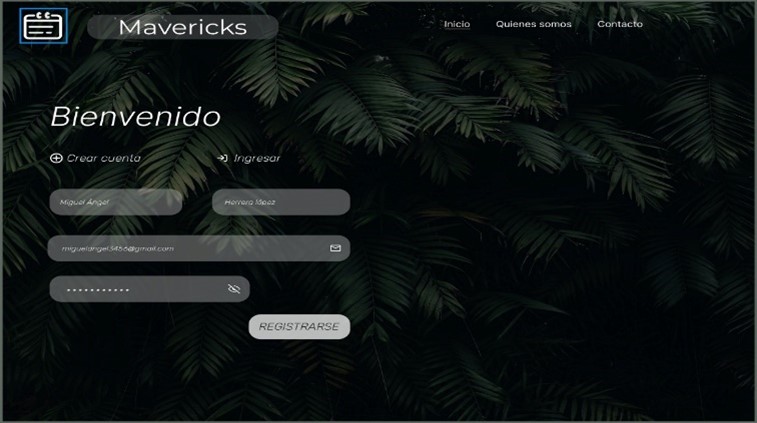 Mavericks
Inicio Quienes somos Contacto
Bienvenido
Crear cuenta Ingresar
Miguel Ángel Herrera lópez
miguelangel3456@gmail.com
REGISTRARSE